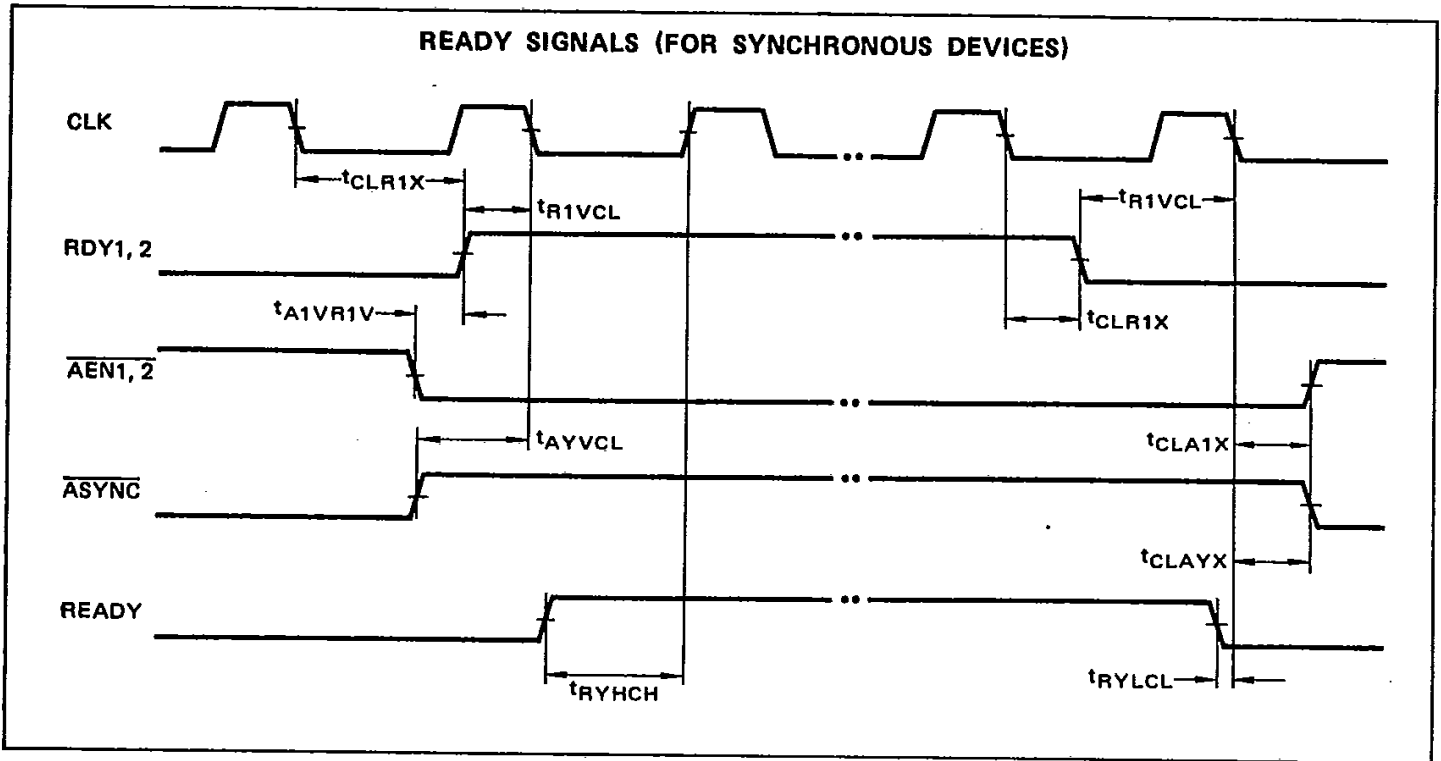 READY SIGNALS (FOR SYNCHRONOUS DEVICES)
CLK
tCLR1X
tR1VCL
tR1VCL
RDY1, 2
tA1VR1V
tCLR1X
AEN1, 2
tAYVCL
tCLA1X
ASYNC
tCLAYX
READY
tRYHCH
tRYLCL